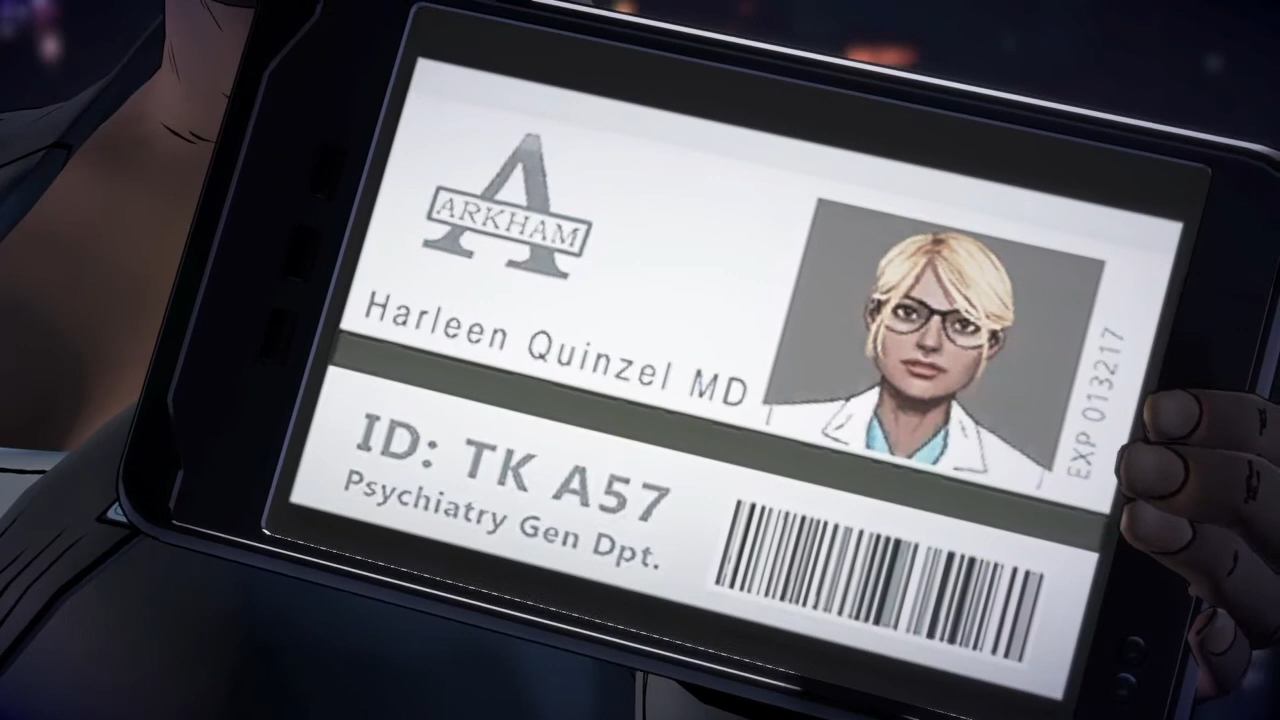 ARKHAM
Harleen Quinzel MD
EXP 013217
ID: TK A57
Psychiatry Gen Dpt.